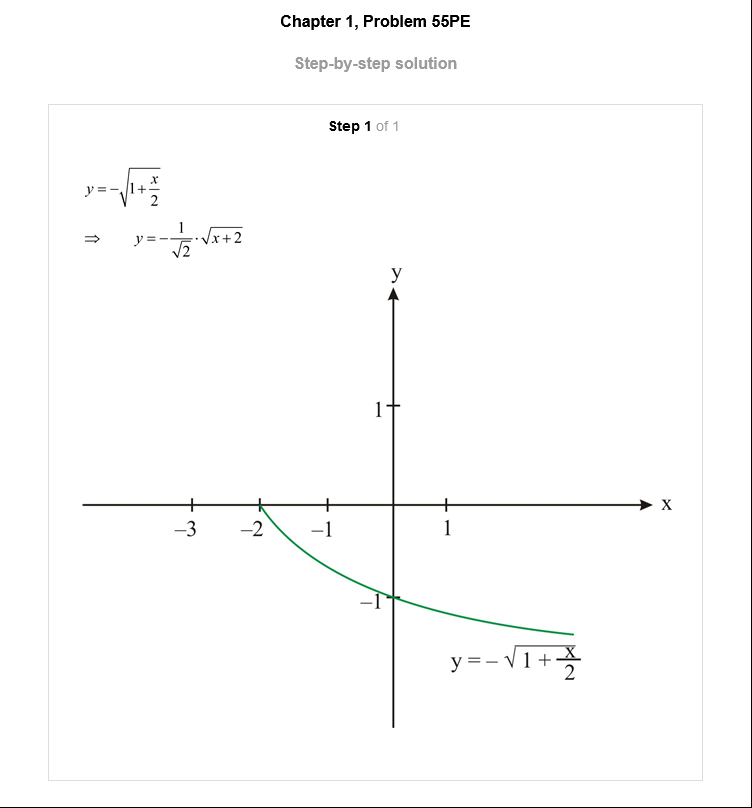 Chapter 1, Problem 55PE
Step-by-step solution
Step 1 of 1
y = −√(1 + x/2)
⇒ y = −1/√2 · √(x + 2)
y
1
x
−3 −2 −1 1
−1
y = − √(1 + x/2)